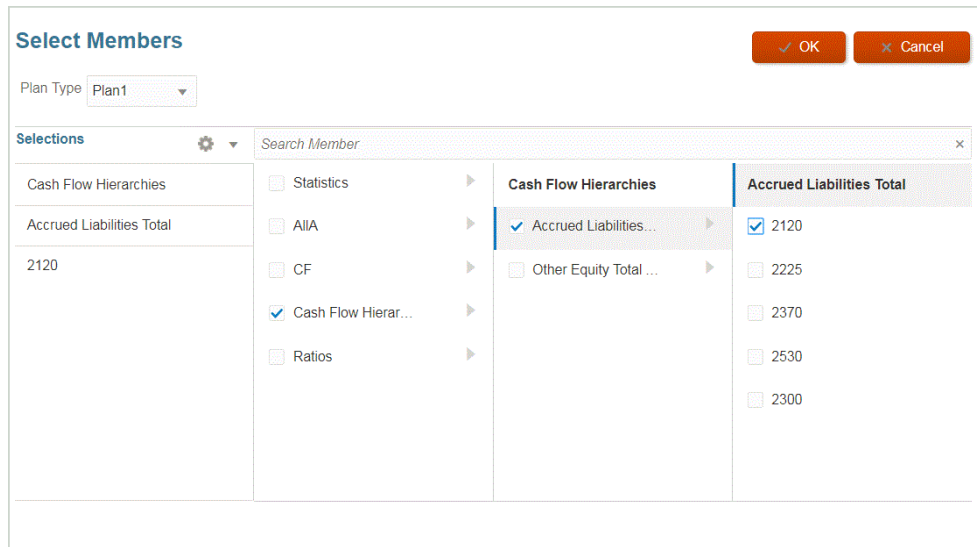 Select Members
OK
Cancel
Plan Type
Plan1
Selections
Search Member
Cash Flow Hierarchies
Accrued Liabilities Total
2120
Statistics
AllA
CF
Cash Flow Hierar...
Ratios
Cash Flow Hierarchies
Accrued Liabilities...
Other Equity Total ...
Accrued Liabilities Total
2120
2225
2370
2530
2300